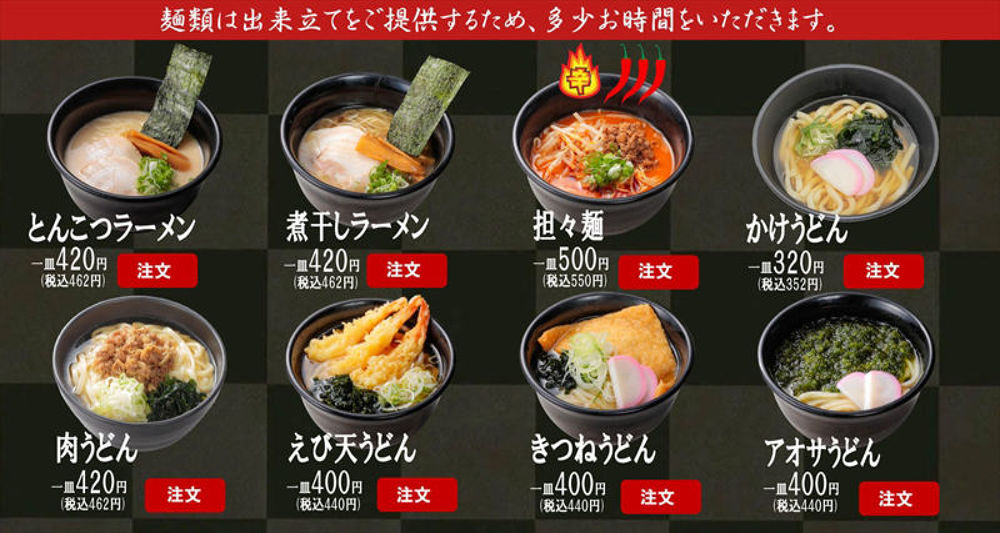 麺類は出来立てをご提供するため、多少お時間をいただきます。
辛
とんこつラーメン
一皿420円
(税込462円)
注文
煮干しラーメン
一皿420円
(税込462円)
注文
担々麺
一皿500円
(税込550円)
注文
かけうどん
一皿320円
(税込352円)
注文
肉うどん
一皿420円
(税込462円)
注文
えび天うどん
一皿400円
(税込440円)
注文
きつねうどん
一皿400円
(税込440円)
注文
アオサうどん
一皿400円
(税込440円)
注文